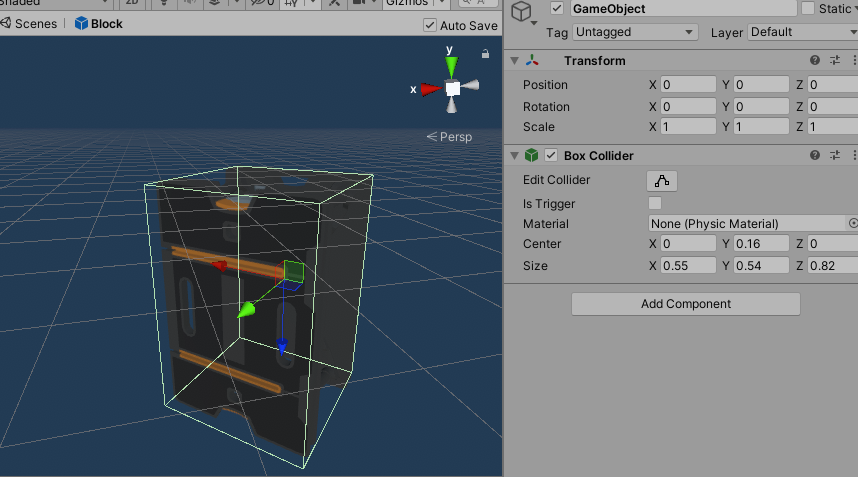 Shaded
2D
0
Gizmos
A
Scenes
Block
Auto Save
y
x
Persp
GameObject
Static
Tag
Untagged
Layer
Default
Transform
Position X 0 Y 0 Z 0
Rotation X 0 Y 0 Z 0
Scale X 1 Y 1 Z 1
Box Collider
Edit Collider
Is Trigger
Material None (Physic Material)
Center X 0 Y 0.16 Z 0
Size X 0.55 Y 0.54 Z 0.82
Add Component